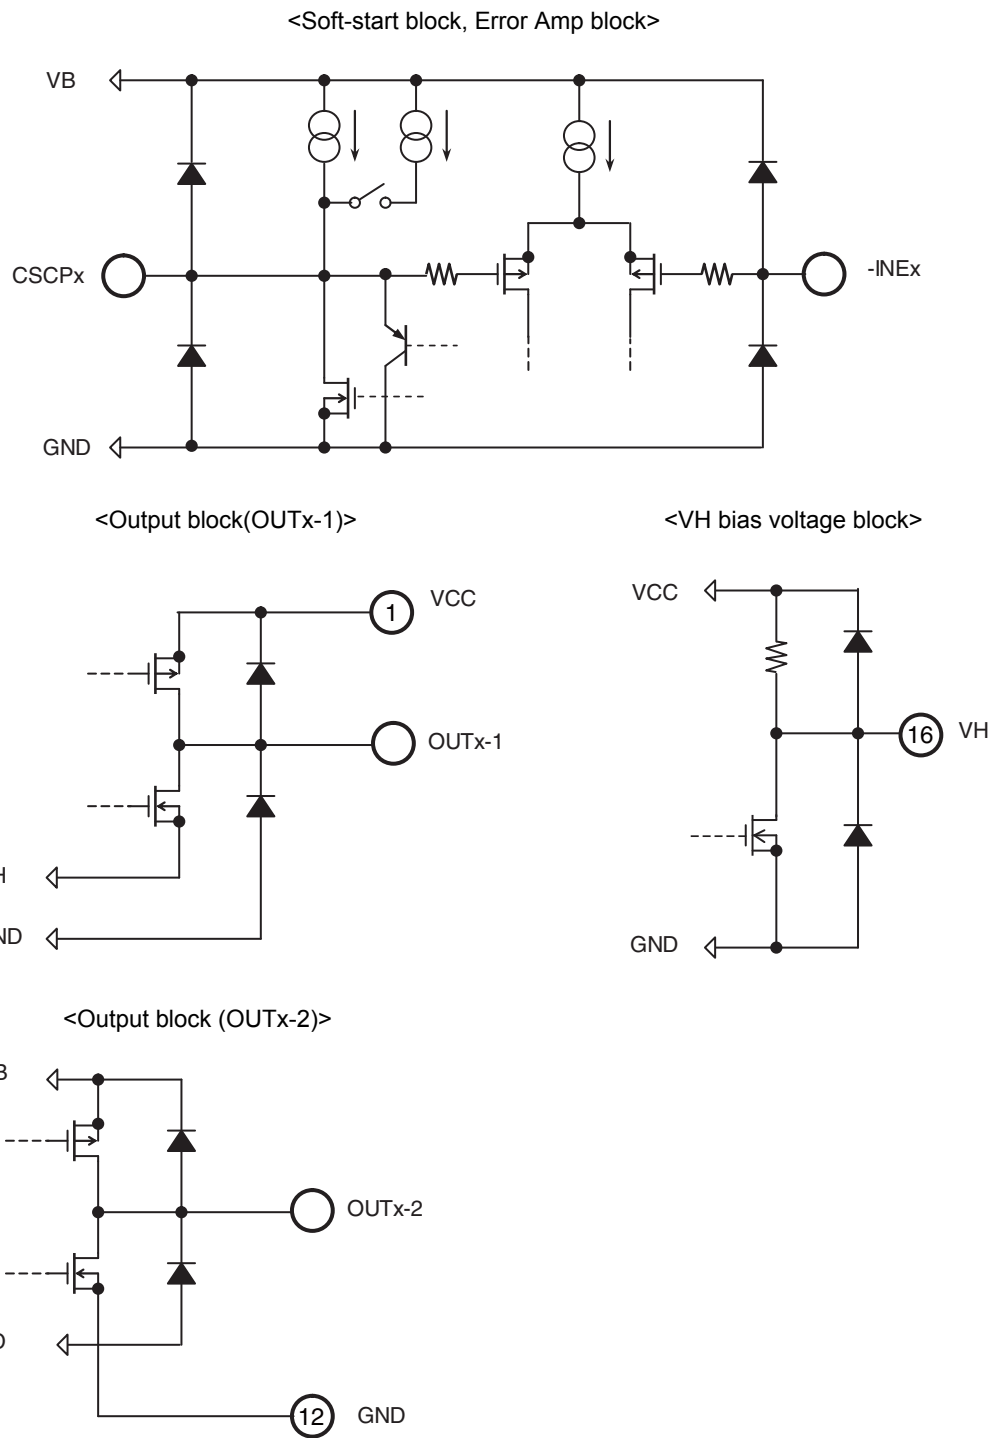 <Soft-start block, Error Amp block>
VB
CSCPx
-INEx
GND
<Output block(OUTx-1)>
<VH bias voltage block>
1
VCC
OUTx-1
VCC
16
VH
GND
<Output block (OUTx-2)>
OUTx-2
12
GND